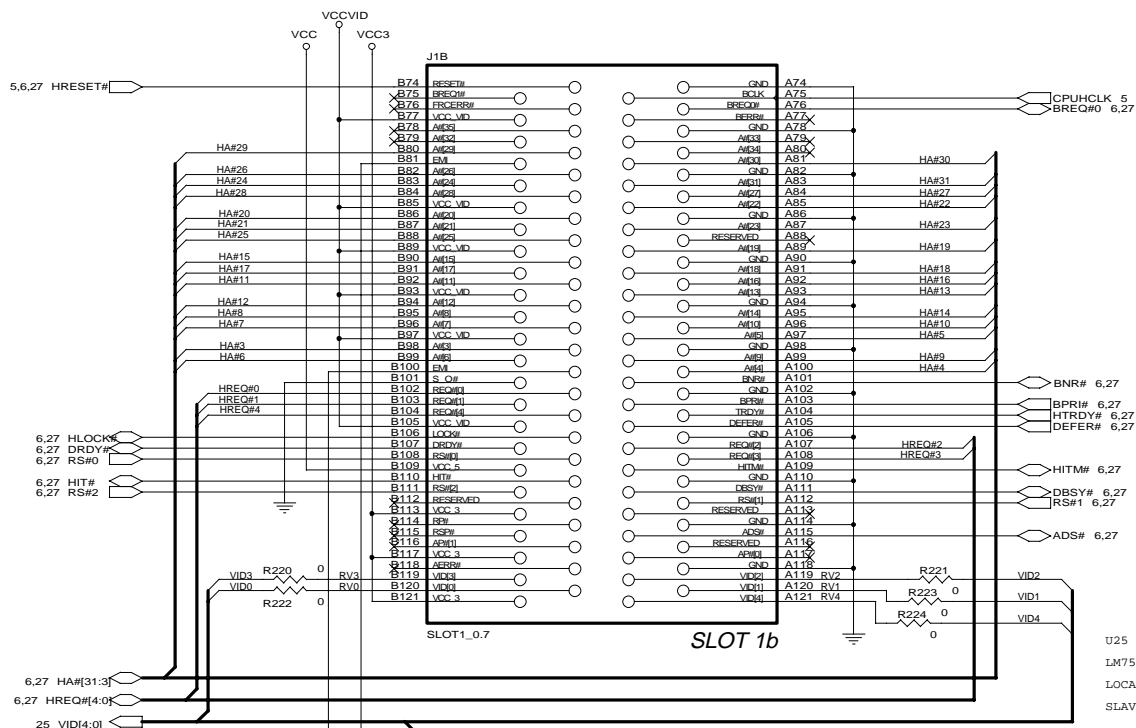 VCCVID
VCC VCC3
J1B
5,6,27 HRESET# B74 RESET# GND A74
B75 BREQ1# BCLK A75 CPUHCLK 5
B76 FRCERR# BREQ0# A76 BREQ#0 6,27
B77 VCC_VID BERR# A77
B78 A#[35] GND A78
B79 A#[32] A#[33] A79
HA#29 B80 A#[29] A#[34] A80
B81 EMI A#[30] A81 HA#30
HA#26 B82 A#[26] GND A82
HA#24 B83 A#[24] A#[31] A83 HA#31
HA#28 B84 A#[28] A#[27] A84 HA#27
B85 VCC_VID A#[22] A85 HA#22
HA#20 B86 A#[20] GND A86
HA#21 B87 A#[21] A#[23] A87 HA#23
HA#25 B88 A#[25] RESERVED A88
B89 VCC_VID A#[19] A89 HA#19
HA#15 B90 A#[15] GND A90
HA#17 B91 A#[17] A#[18] A91 HA#18
HA#11 B92 A#[11] A#[16] A92 HA#16
B93 VCC_VID A#[13] A93 HA#13
HA#12 B94 A#[12] GND A94
HA#8 B95 A#[8] A#[14] A95 HA#14
HA#7 B96 A#[7] A#[10] A96 HA#10
B97 VCC_VID A#[5] A97 HA#5
HA#3 B98 A#[3] GND A98
HA#6 B99 A#[6] A#[9] A99 HA#9
B100 EMI A#[4] A100 HA#4
B101 S_O# BNR# A101 BNR# 6,27
HREQ#0 B102 REQ#[0] GND A102
HREQ#1 B103 REQ#[1] BPRI# A103 BPRI# 6,27
HREQ#4 B104 REQ#[4] TRDY# A104 HTRDY# 6,27
B105 VCC_VID DEFER# A105 DEFER# 6,27
6,27 HLOCK# B106 LOCK# GND A106
6,27 DRDY# B107 DRDY# REQ#[2] A107 HREQ#2
6,27 RS#0 B108 RS#[0] REQ#[3] A108 HREQ#3
B109 VCC_5 HITM# A109 HITM# 6,27
6,27 HIT# B110 HIT# GND A110
6,27 RS#2 B111 RS#[2] DBSY# A111 DBSY# 6,27
B112 RESERVED RS#[1] A112 RS#1 6,27
B113 VCC_3 RESERVED A113
B114 RP# GND A114
B115 RSP# ADS# A115 ADS# 6,27
B116 AP#[1] RESERVED A116
B117 VCC_3 AP#[0] A117
B118 AERR# GND A118
VID3 R220 0 RV3 B119 VID[3] VID[2] A119 RV2 R221 0 VID2
VID0 R222 0 RV0 B120 VID[0] VID[1] A120 RV1 R223 0 VID1
B121 VCC_3 VID[4] A121 RV4 R224 0 VID4
SLOT1_0.7 SLOT 1b
U25
LM75
LOCA
SLAV
6,27 HA#[31:3]
6,27 HREQ#[4:0]
25 VID[4:0]